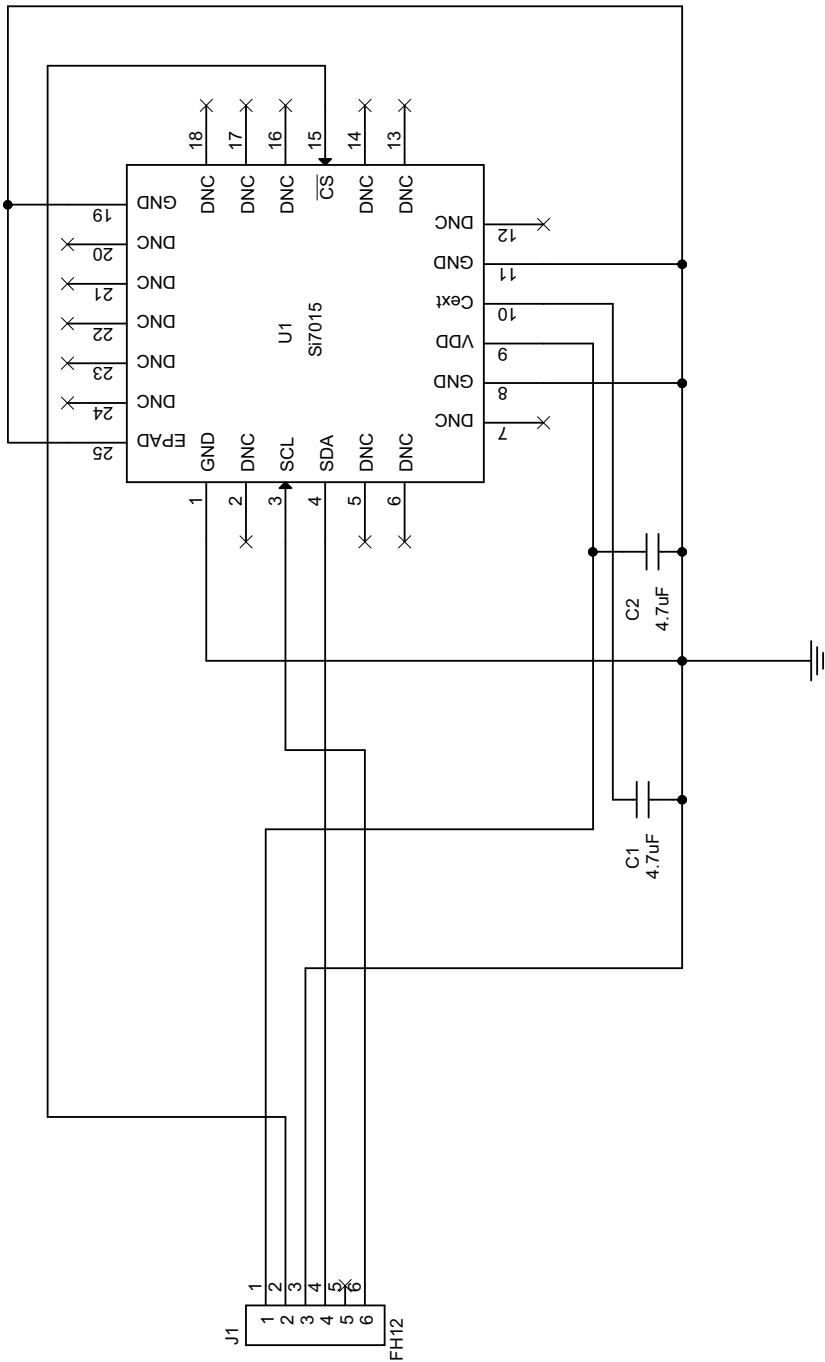 18
17
16
15
14
13
DNC
DNC
DNC
CS
DNC
DNC
19
GND
20
DNC
21
DNC
22
DNC
23
DNC
24
DNC
25
EPAD
DNC
12
GND
11
Cext
10
VDD
9
GND
8
DNC
7
U1
Si7015
GND
DNC
SCL
SDA
DNC
DNC
1
2
3
4
5
6
C2
4.7uF
C1
4.7uF
J1
1
2
3
4
5
6
1
2
3
4
5
6
FH12